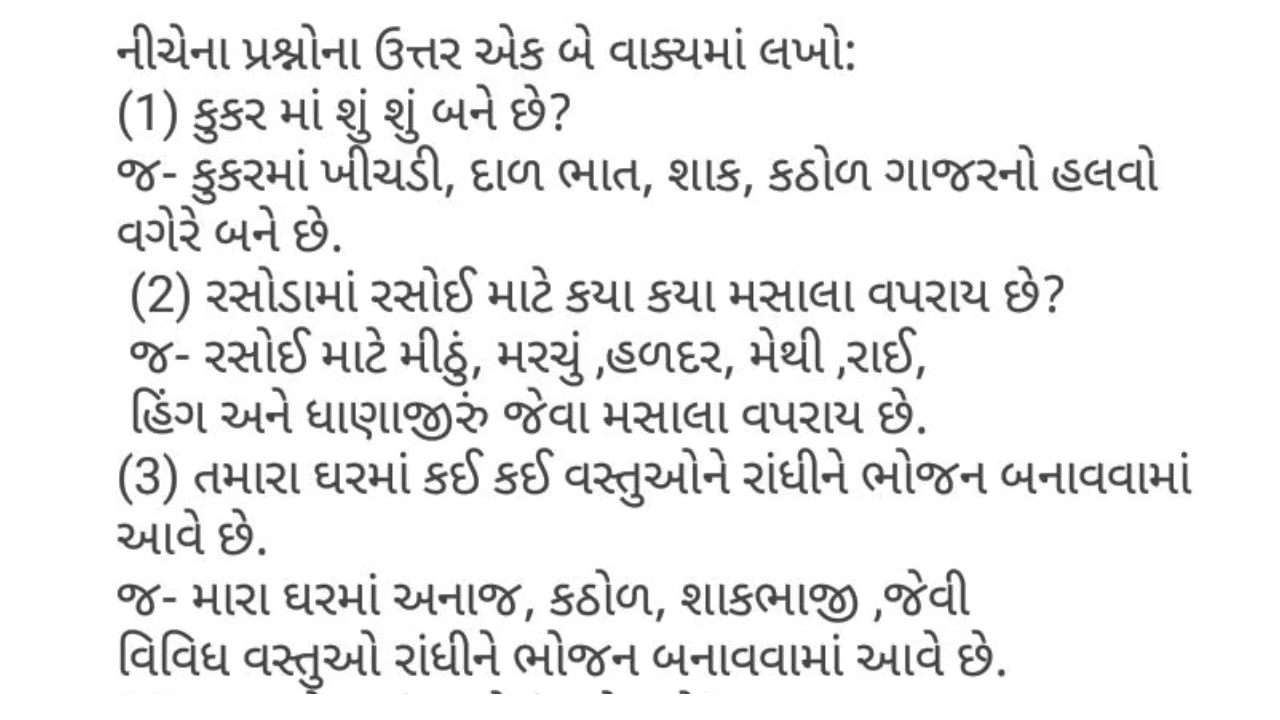 નીચેના પ્રશ્નોના ઉત્તર એક બે વાક્યમાં લખો:
(1) કુકર માં શું શું બને છે?
જ- કુકરમાં ખીચડી, દાળ ભાત, શાક, કઠોળ ગાજરનો હલવો
વગેરે બને છે.
(2) રસોડામાં રસોઈ માટે કયા કયા મસાલા વપરાય છે?
જ- રસોઈ માટે મીઠું, મરચું ,હળદર, મેથી ,રાઈ,
હિંગ અને ધાણાજીરું જેવા મસાલા વપરાય છે.
(3) તમારા ઘરમાં કઈ કઈ વસ્તુઓને રાંધીને ભોજન બનાવવામાં
આવે છે.
જ- મારા ઘરમાં અનાજ, કઠોળ, શાકભાજી ,જેવી
વિવિધ વસ્તુઓ રાંધીને ભોજન બનાવવામાં આવે છે.